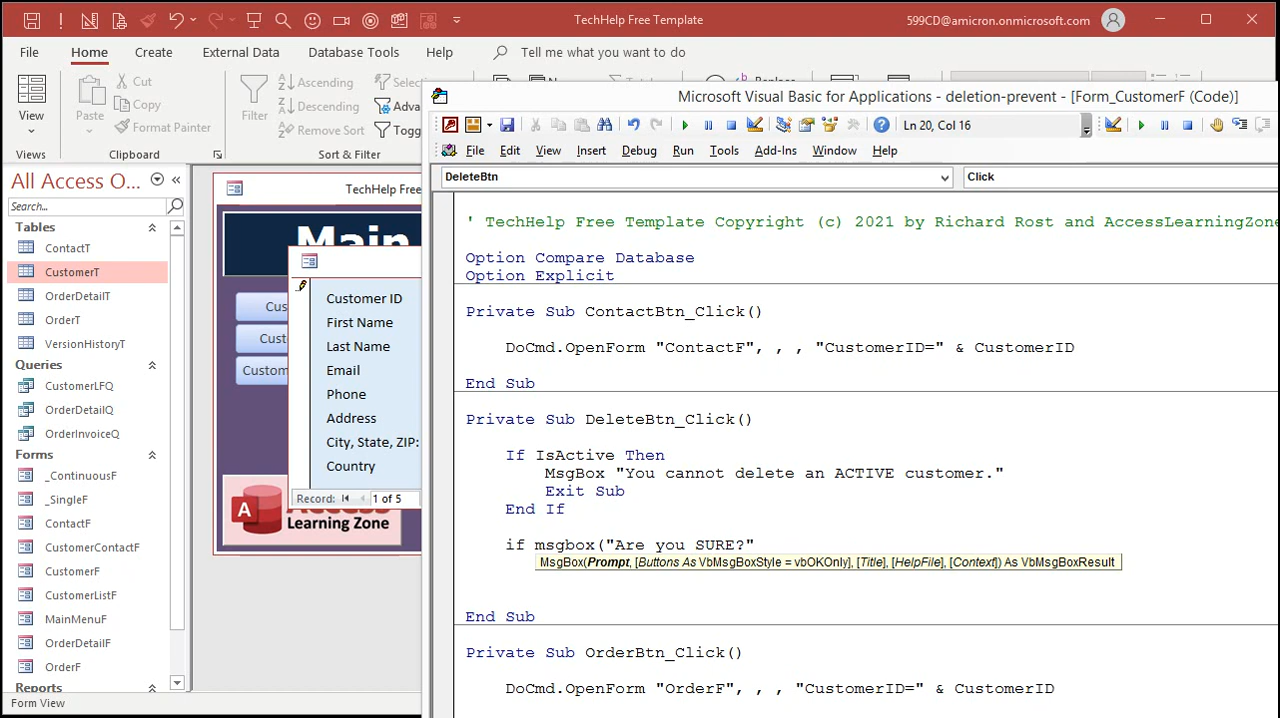 TechHelp Free Template
599CD@amicron.onmicrosoft.com
File Home Create External Data Database Tools Help Tell me what you want to do
View
Views
Paste
Cut
Copy
Format Painter
Clipboard
Filter
Ascending
Descending
Remove Sort
Selec
Adva
Togg
Sort & Filter
Replace
Microsoft Visual Basic for Applications - deletion-prevent - [Form_CustomerF (Code)]
Ln 20, Col 16
File Edit View Insert Debug Run Tools Add-Ins Window Help
DeleteBtn
Click
All Access O...
Search...
Tables
ContactT
CustomerT
OrderDetailT
OrderT
VersionHistoryT
Queries
CustomerLFQ
OrderDetailQ
OrderInvoiceQ
Forms
_ContinuousF
_SingleF
ContactF
CustomerContactF
CustomerF
CustomerListF
MainMenuF
OrderDetailF
OrderF
Reports
Form View
TechHelp Free
Main
Cus
Cust
Custom
A
Access
Learning Zone
Customer ID
First Name
Last Name
Email
Phone
Address
City, State, ZIP:
Country
Record: 1 of 5
' TechHelp Free Template Copyright (c) 2021 by Richard Rost and AccessLearningZone
Option Compare Database
Option Explicit
Private Sub ContactBtn_Click()
DoCmd.OpenForm "ContactF", , , "CustomerID=" & CustomerID
End Sub
Private Sub DeleteBtn_Click()
If IsActive Then
MsgBox "You cannot delete an ACTIVE customer."
Exit Sub
End If
if msgbox("Are you SURE?"
MsgBox(Prompt, [Buttons As VbMsgBoxStyle = vbOKOnly], [Title], [HelpFile], [Context]) As VbMsgBoxResult
End Sub
Private Sub OrderBtn_Click()
DoCmd.OpenForm "OrderF", , , "CustomerID=" & CustomerID